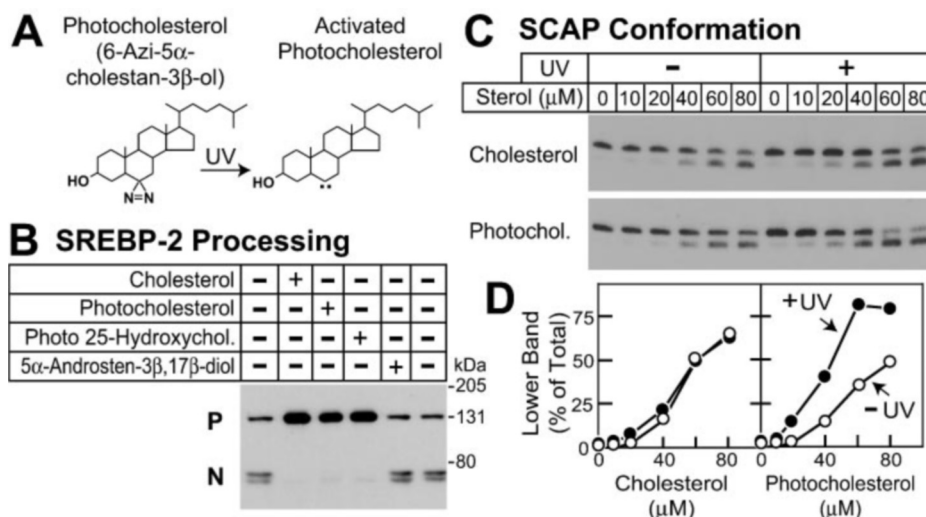 A Photocholesterol
(6-Azi-5α-
cholestan-3β-ol)
Activated
Photocholesterol
HO
N=N
UV
HO
B SREBP-2 Processing
Cholesterol − + − − − −
Photocholesterol − − + − − −
Photo 25-Hydroxychol. − − − + − −
5α-Androsten-3β,17β-diol − − − − + −
kDa
P
N
-205
-131
-80
C SCAP Conformation
UV − +
Sterol (μM) 0 10 20 40 60 80 0 10 20 40 60 80
Cholesterol
Photochol.
D
Lower Band
(% of Total)
75
50
25
0
+UV
−UV
0 40 80
Cholesterol
(μM)
0 40 80
Photocholesterol
(μM)